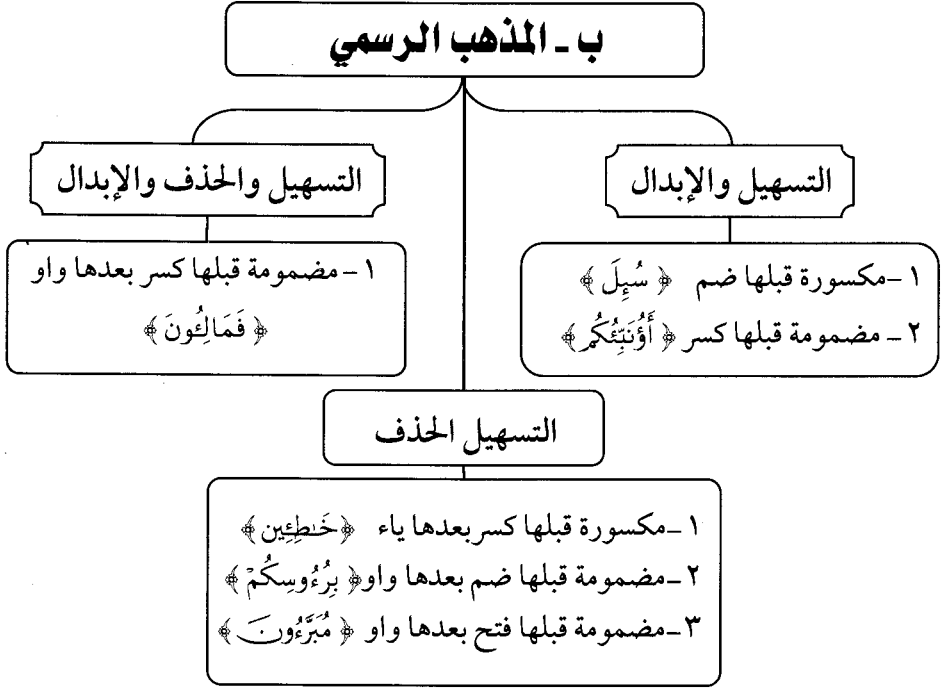 ب - المذهب الرسمي
التسهيل والإبدال
١ - مكسورة قبلها ضم ﴿ سُئِلَ ﴾
٢ - مضمومة قبلها كسر ﴿ أَؤُنَبِّئُكُم ﴾
التسهيل والحذف والإبدال
١ - مضمومة قبلها كسر بعدها واو
﴿ فَمَالِـُٔونَ ﴾
التسهيل الحذف
١ - مكسورة قبلها كسر بعدها ياء ﴿ خَـٰطِـِٔين ﴾
٢ - مضمومة قبلها ضم بعدها واو ﴿ بِرُءُوسِكُمْ ﴾
٣ - مضمومة قبلها فتح بعدها واو ﴿ مُبَرَّءُونَ ﴾